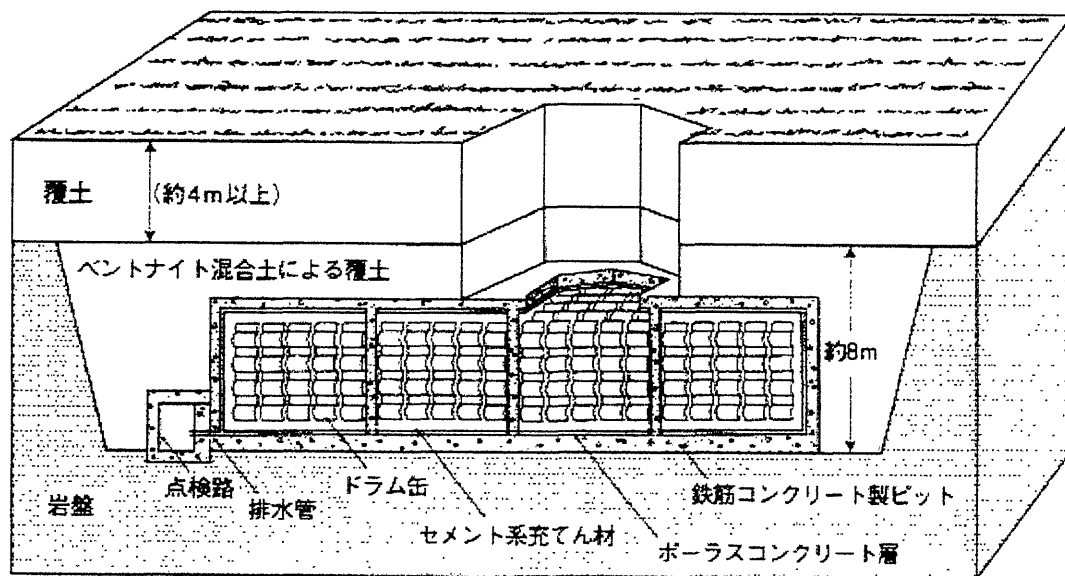 覆土
(約4m以上)
ベントナイト混合土による覆土
約8m
点検路
排水管
ドラム缶
セメント系充てん材
鉄筋コンクリート製ピット
ポーラスコンクリート層
岩盤